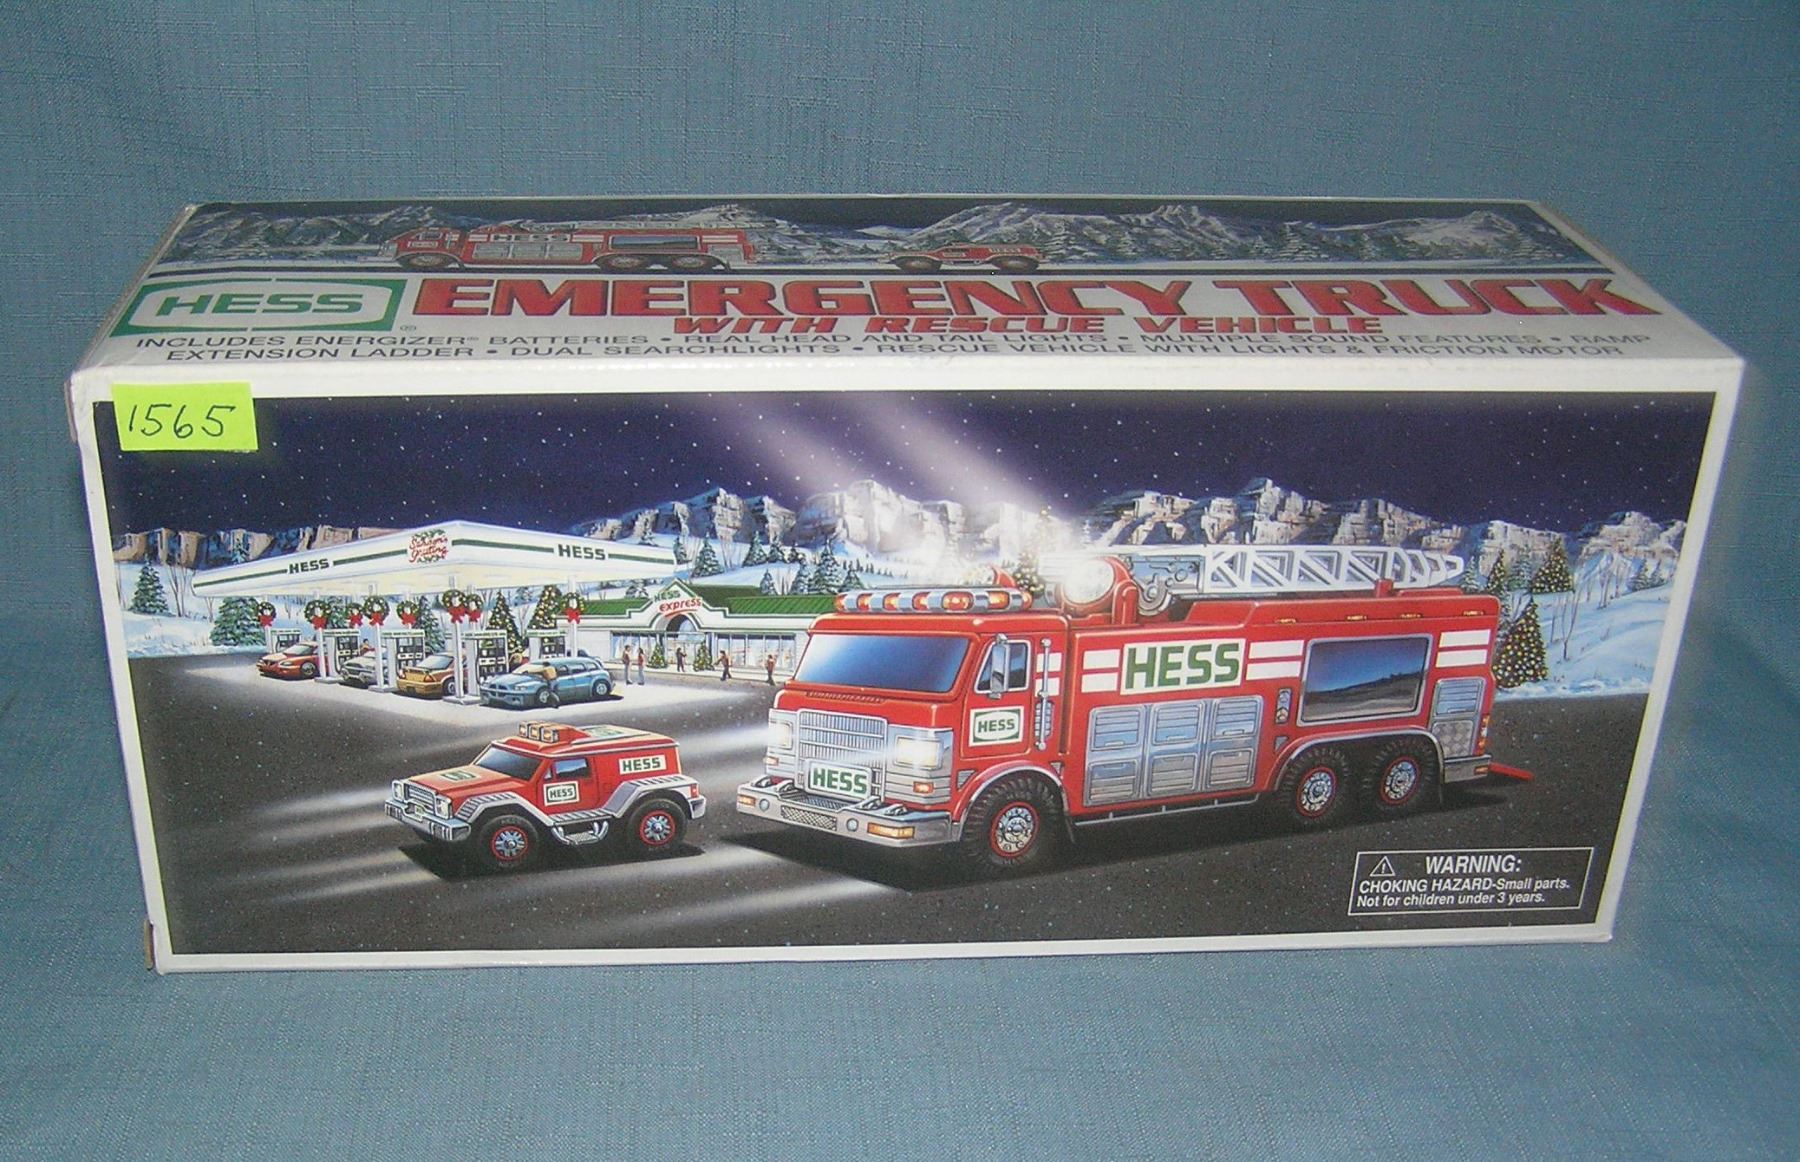 HESS
HESS
HESS ®
EMERGENCY TRUCK
WITH RESCUE VEHICLE
INCLUDES ENERGIZER® BATTERIES • REAL HEAD AND TAIL LIGHTS • MULTIPLE SOUND FEATURES • RAMP
EXTENSION LADDER • DUAL SEARCHLIGHTS • RESCUE VEHICLE WITH LIGHTS & FRICTION MOTOR
1565
Season's
Greetings
HESS
HESS
HESS
express
HESS
HESS
HESS
HESS
HESS
WARNING:
CHOKING HAZARD-Small parts.
Not for children under 3 years.